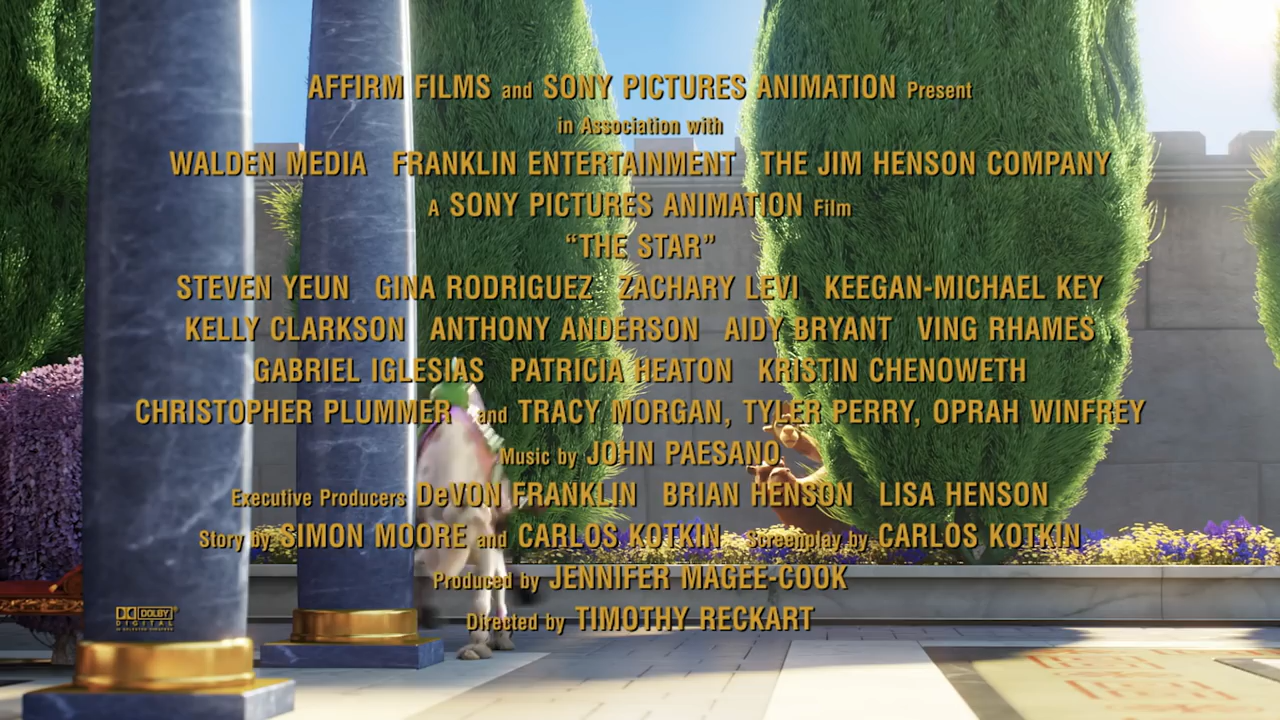 AFFIRM FILMS and SONY PICTURES ANIMATION Present
in Association with
WALDEN MEDIA FRANKLIN ENTERTAINMENT THE JIM HENSON COMPANY
A SONY PICTURES ANIMATION Film
“THE STAR”
STEVEN YEUN GINA RODRIGUEZ ZACHARY LEVI KEEGAN-MICHAEL KEY
KELLY CLARKSON ANTHONY ANDERSON AIDY BRYANT VING RHAMES
GABRIEL IGLESIAS PATRICIA HEATON KRISTIN CHENOWETH
CHRISTOPHER PLUMMER and TRACY MORGAN, TYLER PERRY, OPRAH WINFREY
Music by JOHN PAESANO
Executive Producers DeVON FRANKLIN BRIAN HENSON LISA HENSON
Story by SIMON MOORE and CARLOS KOTKIN Screenplay by CARLOS KOTKIN
Produced by JENNIFER MAGEE-COOK
Directed by TIMOTHY RECKART
DOLBY
DIGITAL